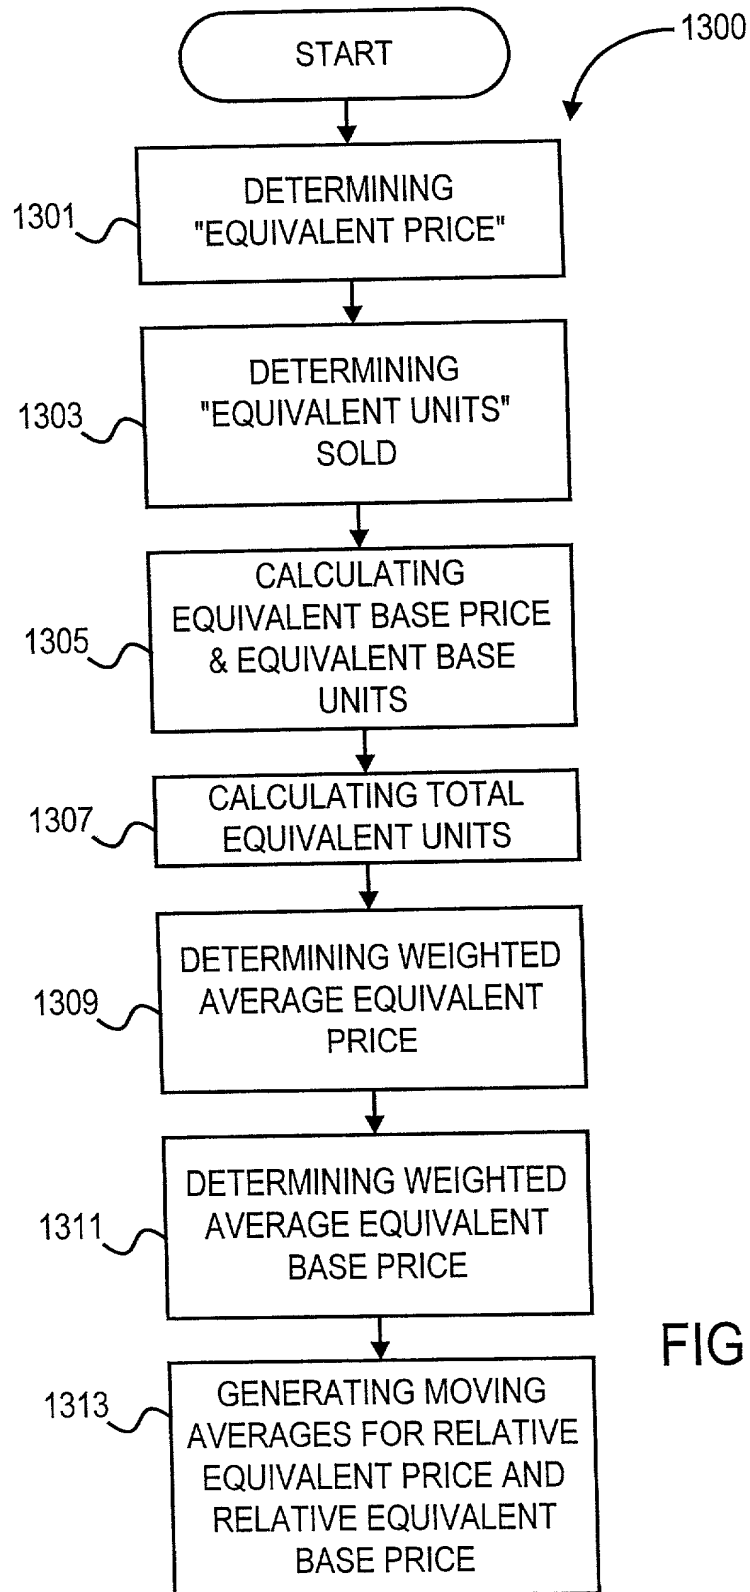 START
1300
1301
DETERMINING
"EQUIVALENT PRICE"
1303
DETERMINING
"EQUIVALENT UNITS"
SOLD
1305
CALCULATING
EQUIVALENT BASE PRICE
& EQUIVALENT BASE
UNITS
1307
CALCULATING TOTAL
EQUIVALENT UNITS
1309
DETERMINING WEIGHTED
AVERAGE EQUIVALENT
PRICE
1311
DETERMINING WEIGHTED
AVERAGE EQUIVALENT
BASE PRICE
FIG
1313
GENERATING MOVING
AVERAGES FOR RELATIVE
EQUIVALENT PRICE AND
RELATIVE EQUIVALENT
BASE PRICE